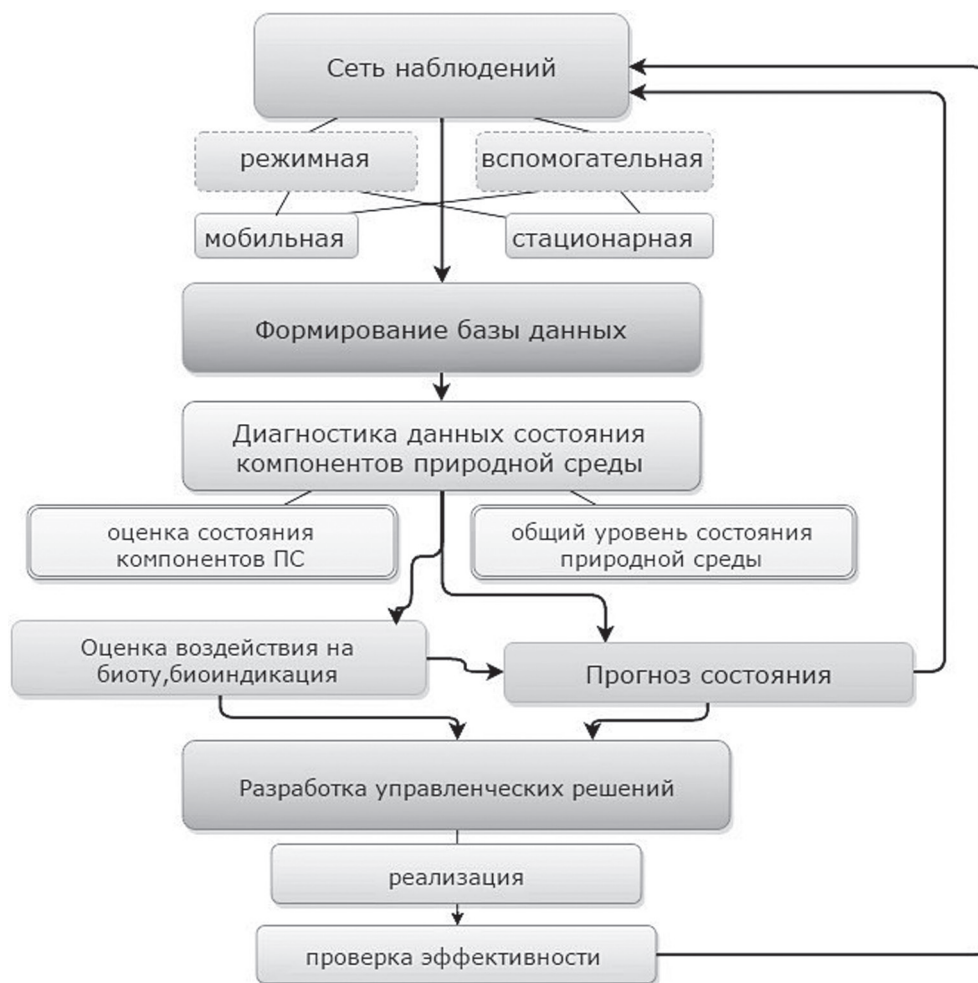 Сеть наблюдений
режимная
вспомогательная
мобильная
стационарная
Формирование базы данных
Диагностика данных состояния
компонентов природной среды
оценка состояния
компонентов ПС
общий уровень состояния
природной среды
Оценка воздействия на
биоту,биоиндикация
Прогноз состояния
Разработка управленческих решений
реализация
проверка эффективности